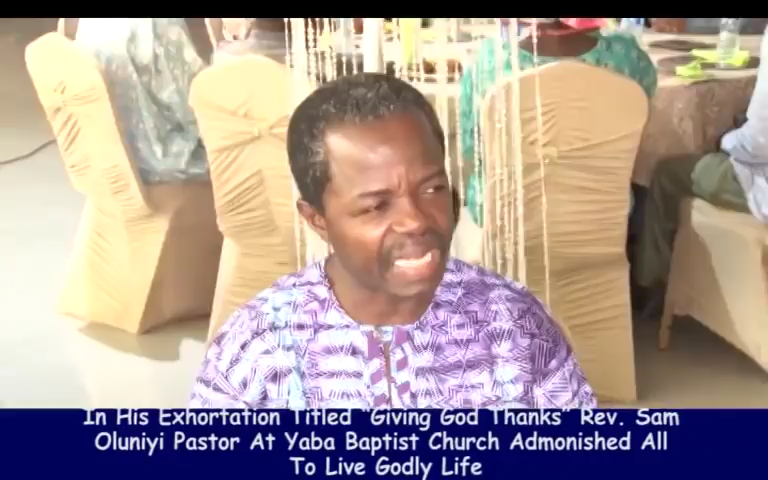 In His Exhortation Titled "Giving God Thanks" Rev. Sam
Oluniyi Pastor At Yaba Baptist Church Admonished All
To Live Godly Life